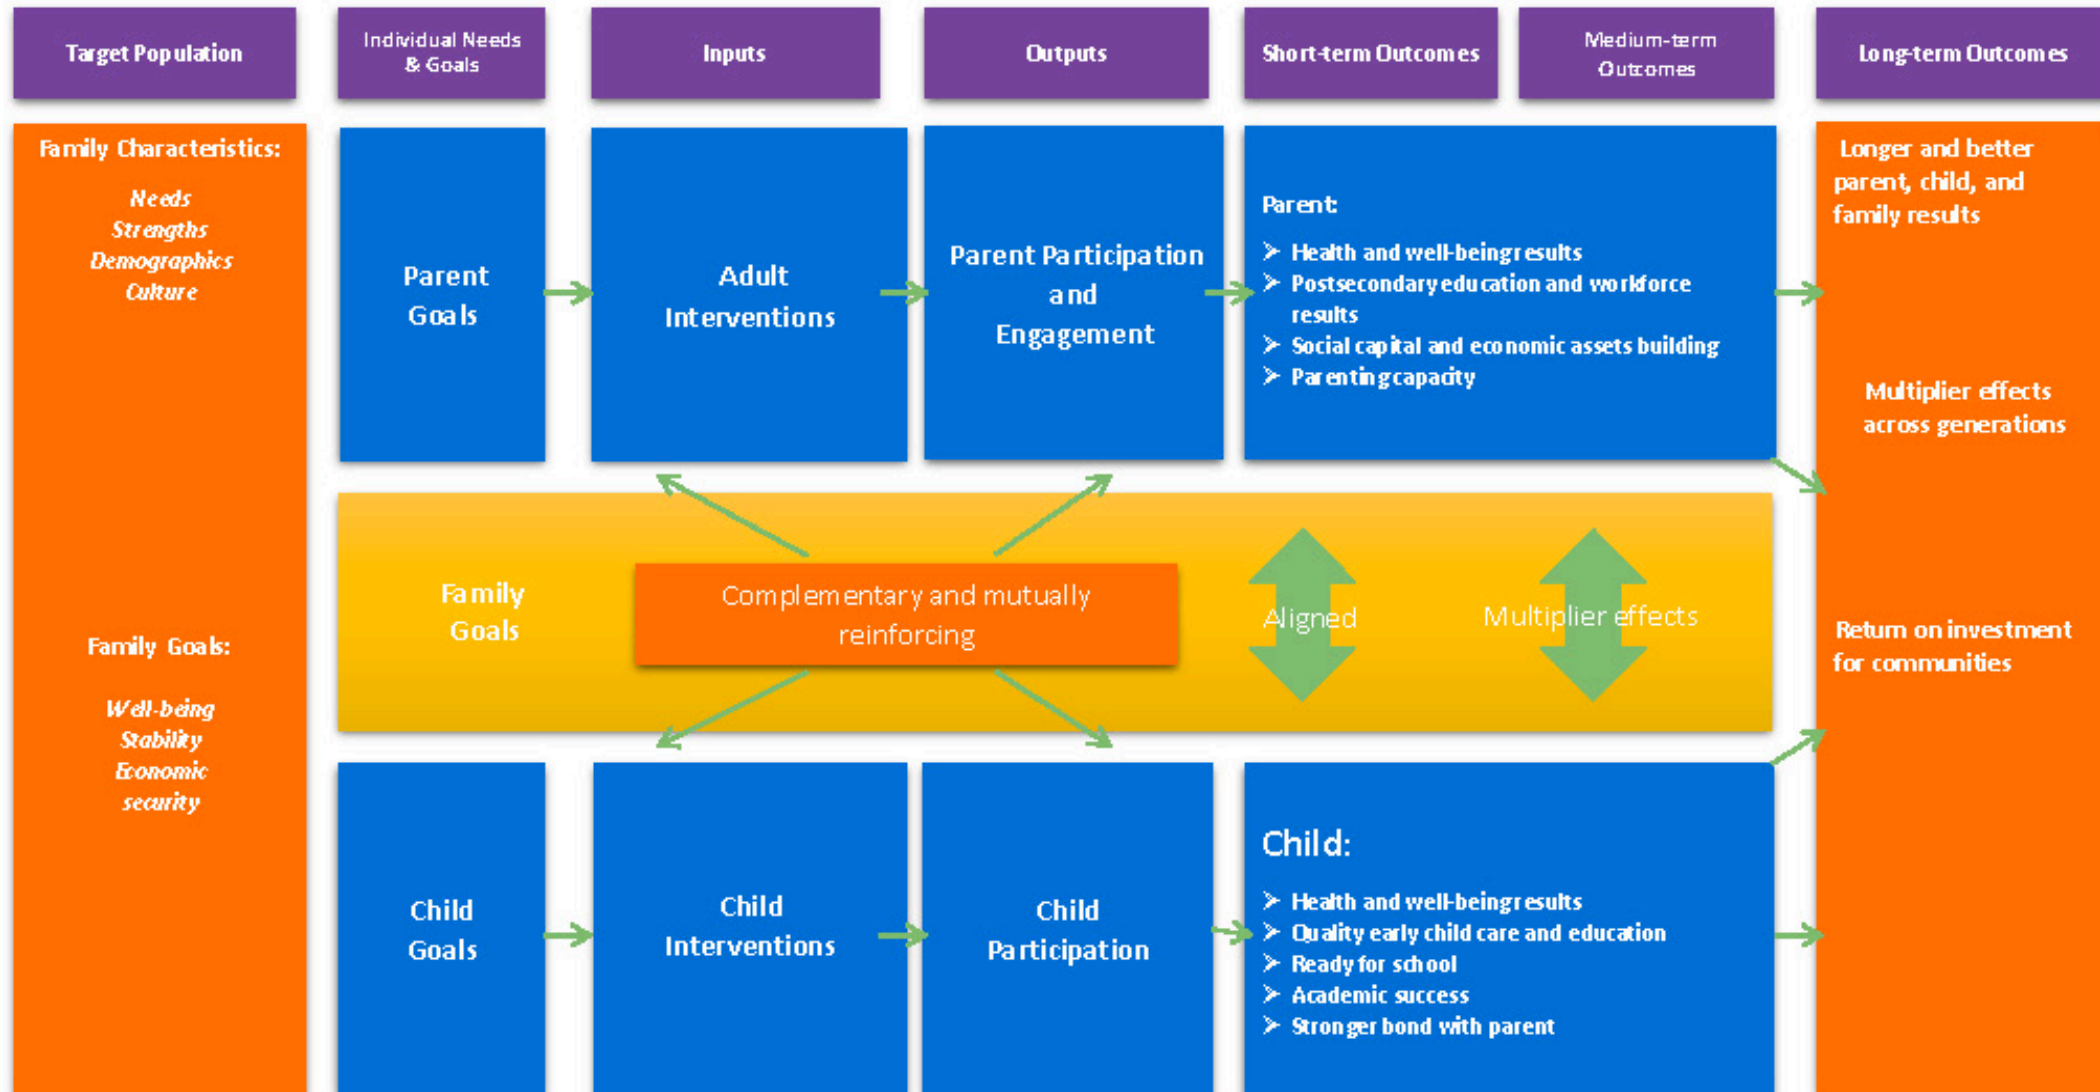 Target Population
Individual Needs
& Goals
Inputs
Outputs
Short-term Outcomes
Medium-term
Outcomes
Long-term Outcomes
Family Characteristics:
Needs
Strengths
Demographics
Culture
Family Goals:
Well-being
Stability
Economic
security
Parent
Goals
Adult
Interventions
Parent Participation
and
Engagement
Parent:
➢ Health and well-being results
➢ Postsecondary education and workforce
results
➢ Social capital and economic assets building
➢ Parenting capacity
Family
Goals
Complementary and mutually
reinforcing
Aligned
Multiplier effects
Child
Goals
Child
Interventions
Child
Participation
Child:
➢ Health and well-being results
➢ Quality early child care and education
➢ Ready for school
➢ Academic success
➢ Stronger bond with parent
Longer and better
parent, child, and
family results
Multiplier effects
across generations
Return on investment
for communities